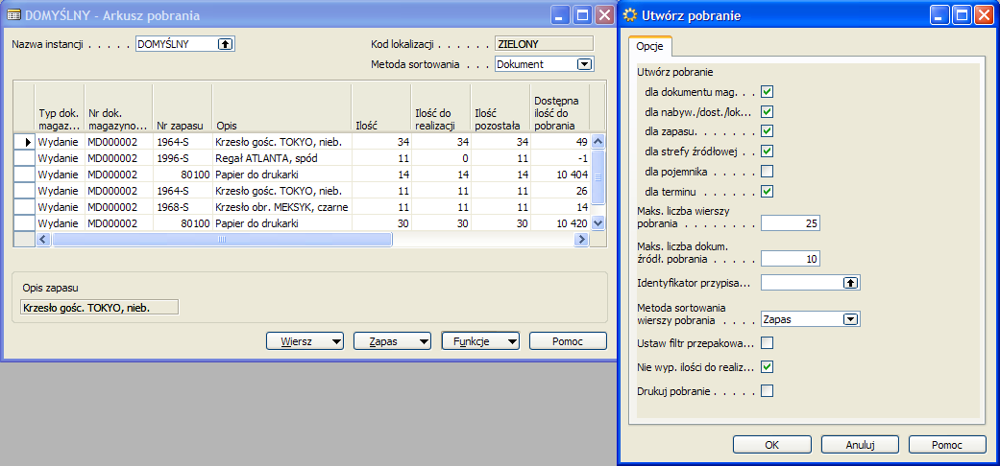 DOMYŚLNY - Arkusz pobrania
Nazwa instancji . . . . . DOMYŚLNY
Kod lokalizacji . . . . . . ZIELONY
Metoda sortowania . . . Dokument
Typ dok. magaz... Nr dok. magazyno... Nr zapasu Opis Ilość Ilość do realizacji Ilość pozostała Dostępna ilość do pobrania
Wydanie MD000002 1964-S Krzesło gośc. TOKYO, nieb. 34 34 34 49
Wydanie MD000002 1996-S Regał ATLANTA, spód 11 0 11 -1
Wydanie MD000002 80100 Papier do drukarki 14 14 14 10 404
Wydanie MD000002 1964-S Krzesło gośc. TOKYO, nieb. 11 11 11 26
Wydanie MD000002 1968-S Krzesło obr. MEKSYK, czarne 11 11 11 14
Wydanie MD000002 80100 Papier do drukarki 30 30 30 10 420
Opis zapasu
Krzesło gośc. TOKYO, nieb.
Wiersz Zapas Funkcje Pomoc
Utwórz pobranie
Opcje
Utwórz pobranie
dla dokumentu mag. . .
dla nabyw./dost./lok...
dla zapasu. . . . . .
dla strefy źródłowej . .
dla pojemnika . . . .
dla terminu . . . . . .
Maks. liczba wierszy
pobrania . . . . . . . . 25
Maks. liczba dokum.
źródł. pobrania . . . . . 10
Identyfikator przypisa...
Metoda sortowania
wierszy pobrania . . . . Zapas
Ustaw filtr przepakowa...
Nie wyp. ilości do realiz...
Drukuj pobranie . . . . .
OK Anuluj Pomoc